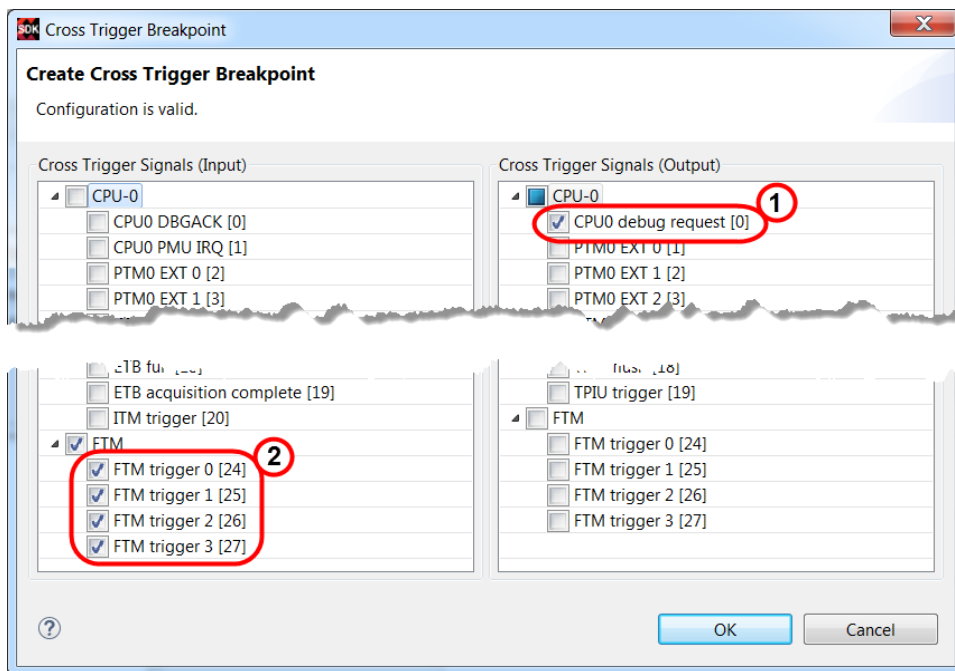 SDK Cross Trigger Breakpoint
Create Cross Trigger Breakpoint
Configuration is valid.
Cross Trigger Signals (Input)
CPU-0
CPU0 DBGACK [0]
CPU0 PMU IRQ [1]
PTM0 EXT 0 [2]
PTM0 EXT 1 [3]
ETB acquisition complete [19]
ITM trigger [20]
FTM
2
FTM trigger 0 [24]
FTM trigger 1 [25]
FTM trigger 2 [26]
FTM trigger 3 [27]
Cross Trigger Signals (Output)
CPU-0
1
CPU0 debug request [0]
PTM0 EXT 0 [1]
PTM0 EXT 1 [2]
PTM0 EXT 2 [3]
[18]
TPIU trigger [19]
FTM
FTM trigger 0 [24]
FTM trigger 1 [25]
FTM trigger 2 [26]
FTM trigger 3 [27]
?
OK
Cancel